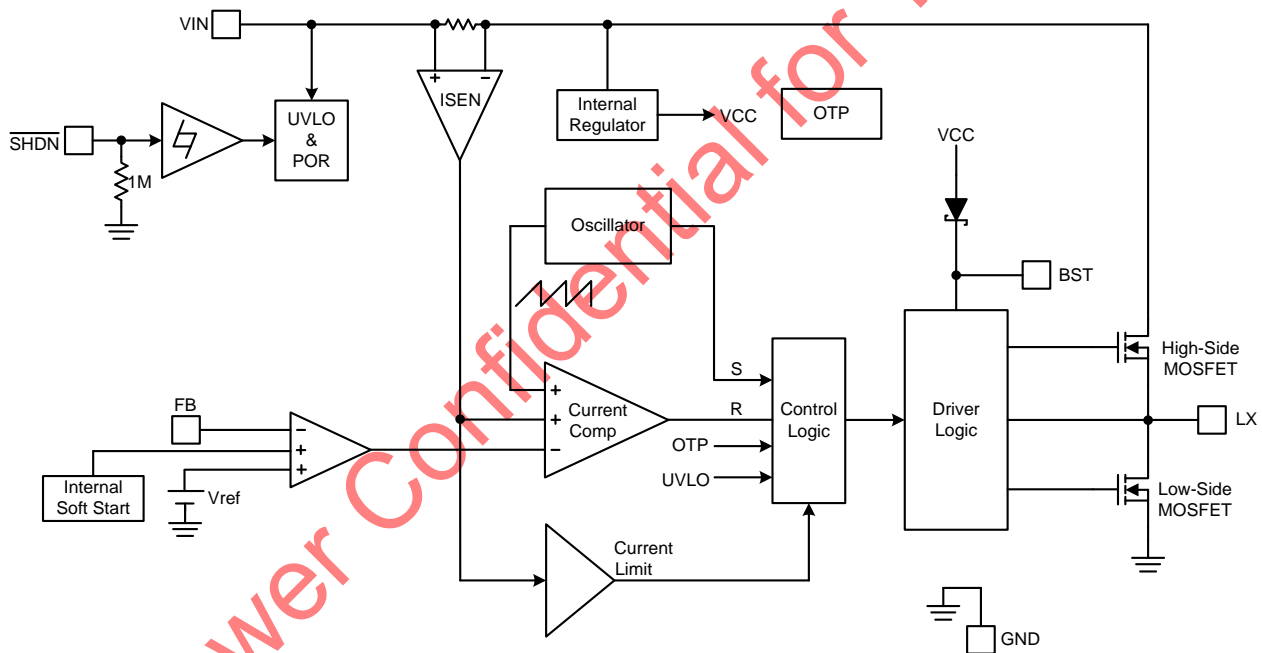 VIN
ISEN
Internal
Regulator
VCC
OTP
UVLO
&
POR
SHDN
1M
VCC
Oscillator
BST
High-Side
MOSFET
S
FB
Current
Comp
R
Control
Logic
Driver
Logic
LX
OTP
UVLO
Internal
Soft Start
Vref
Low-Side
MOSFET
Current
Limit
GND
wer Confidential for
+
−
+
+
−
−
+
+